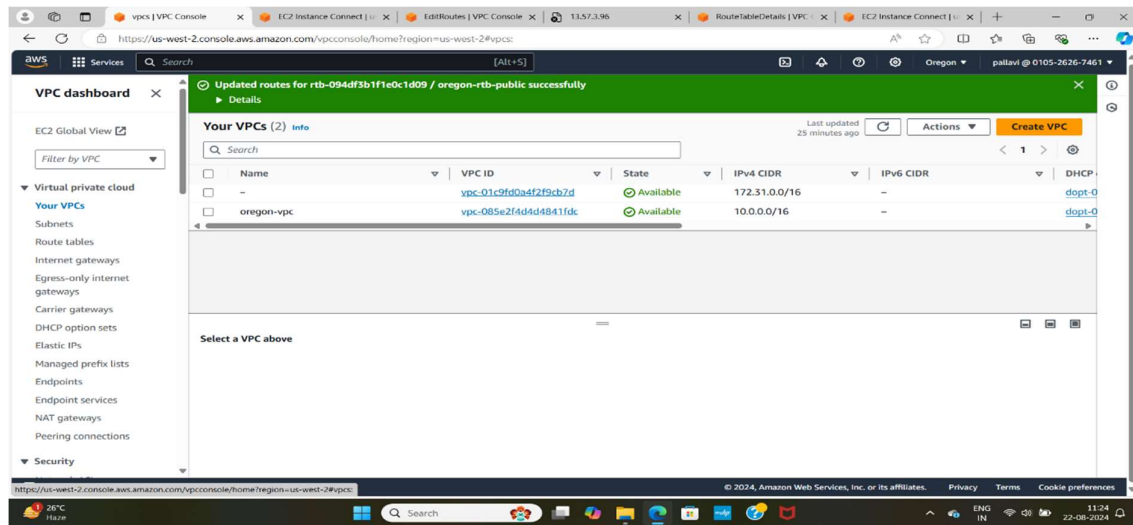 vpcs | VPC Console
EC2 Instance Connect | u
EditRoutes | VPC Console
13.57.3.96
RouteTableDetails | VPC
EC2 Instance Connect | u
https://us-west-2.console.aws.amazon.com/vpcconsole/home?region=us-west-2#vpcs:
aws
Services
Search
[Alt+S]
Oregon
pallavi @ 0105-2626-7461
VPC dashboard
EC2 Global View
Filter by VPC
Virtual private cloud
Your VPCs
Subnets
Route tables
Internet gateways
Egress-only internet
gateways
Carrier gateways
DHCP option sets
Elastic IPs
Managed prefix lists
Endpoints
Endpoint services
NAT gateways
Peering connections
Security
Updated routes for rtb-094df3b1f1e0c1d09 / oregon-rtb-public successfully
Details
Your VPCs (2) Info
Last updated
25 minutes ago
Actions
Create VPC
Search
1
Name VPC ID State IPv4 CIDR IPv6 CIDR DHCP
– vpc-01c9fd0a4f2f9cb7d Available 172.31.0.0/16 – dopt-0
oregon-vpc vpc-085e2f4d4d4841fdc Available 10.0.0.0/16 – dopt-0
Select a VPC above
https://us-west-2.console.aws.amazon.com/vpcconsole/home?region=us-west-2#vpcs:
© 2024, Amazon Web Services, Inc. or its affiliates. Privacy Terms Cookie preferences
26°C
Haze
Search
ENG
IN
11:24
22-08-2024